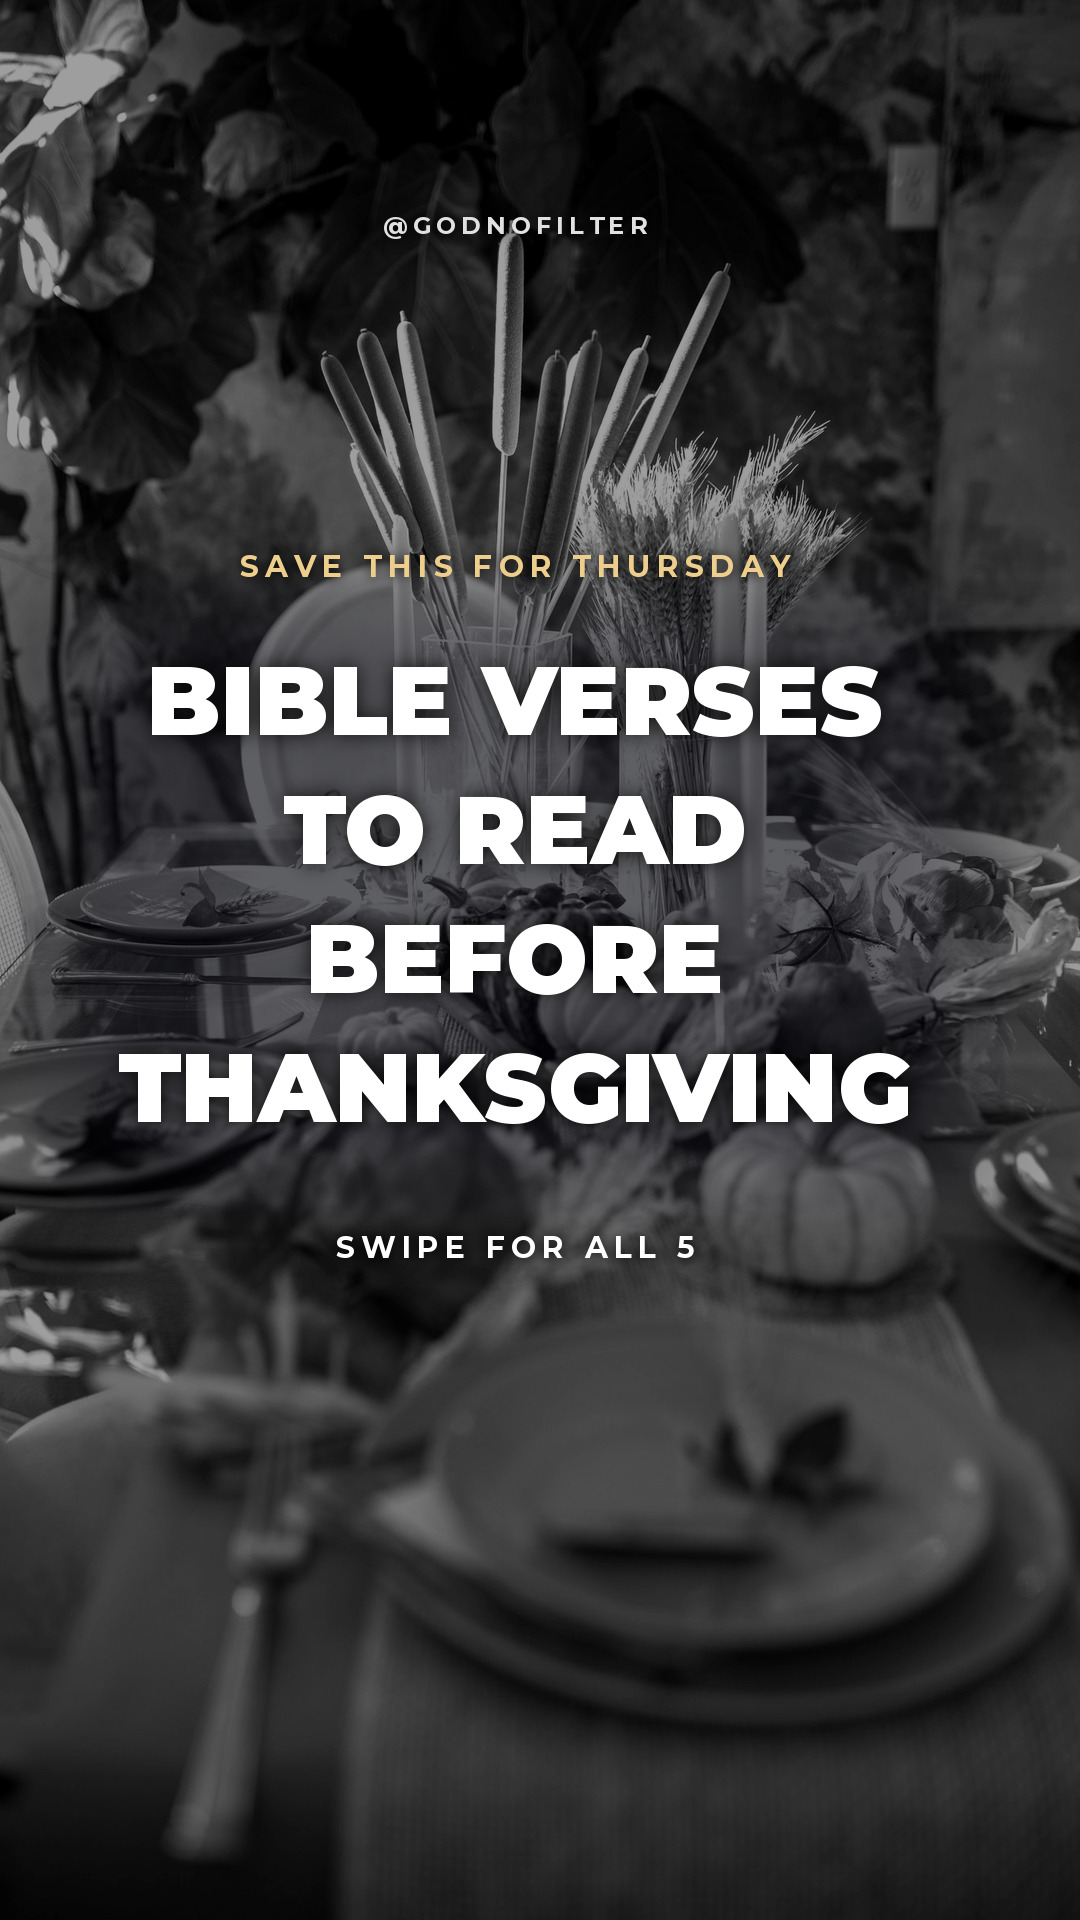 @GODNOFILTER
SAVE THIS FOR THURSDAY
BIBLE VERSES
TO READ
BEFORE
THANKSGIVING
SWIPE FOR ALL 5